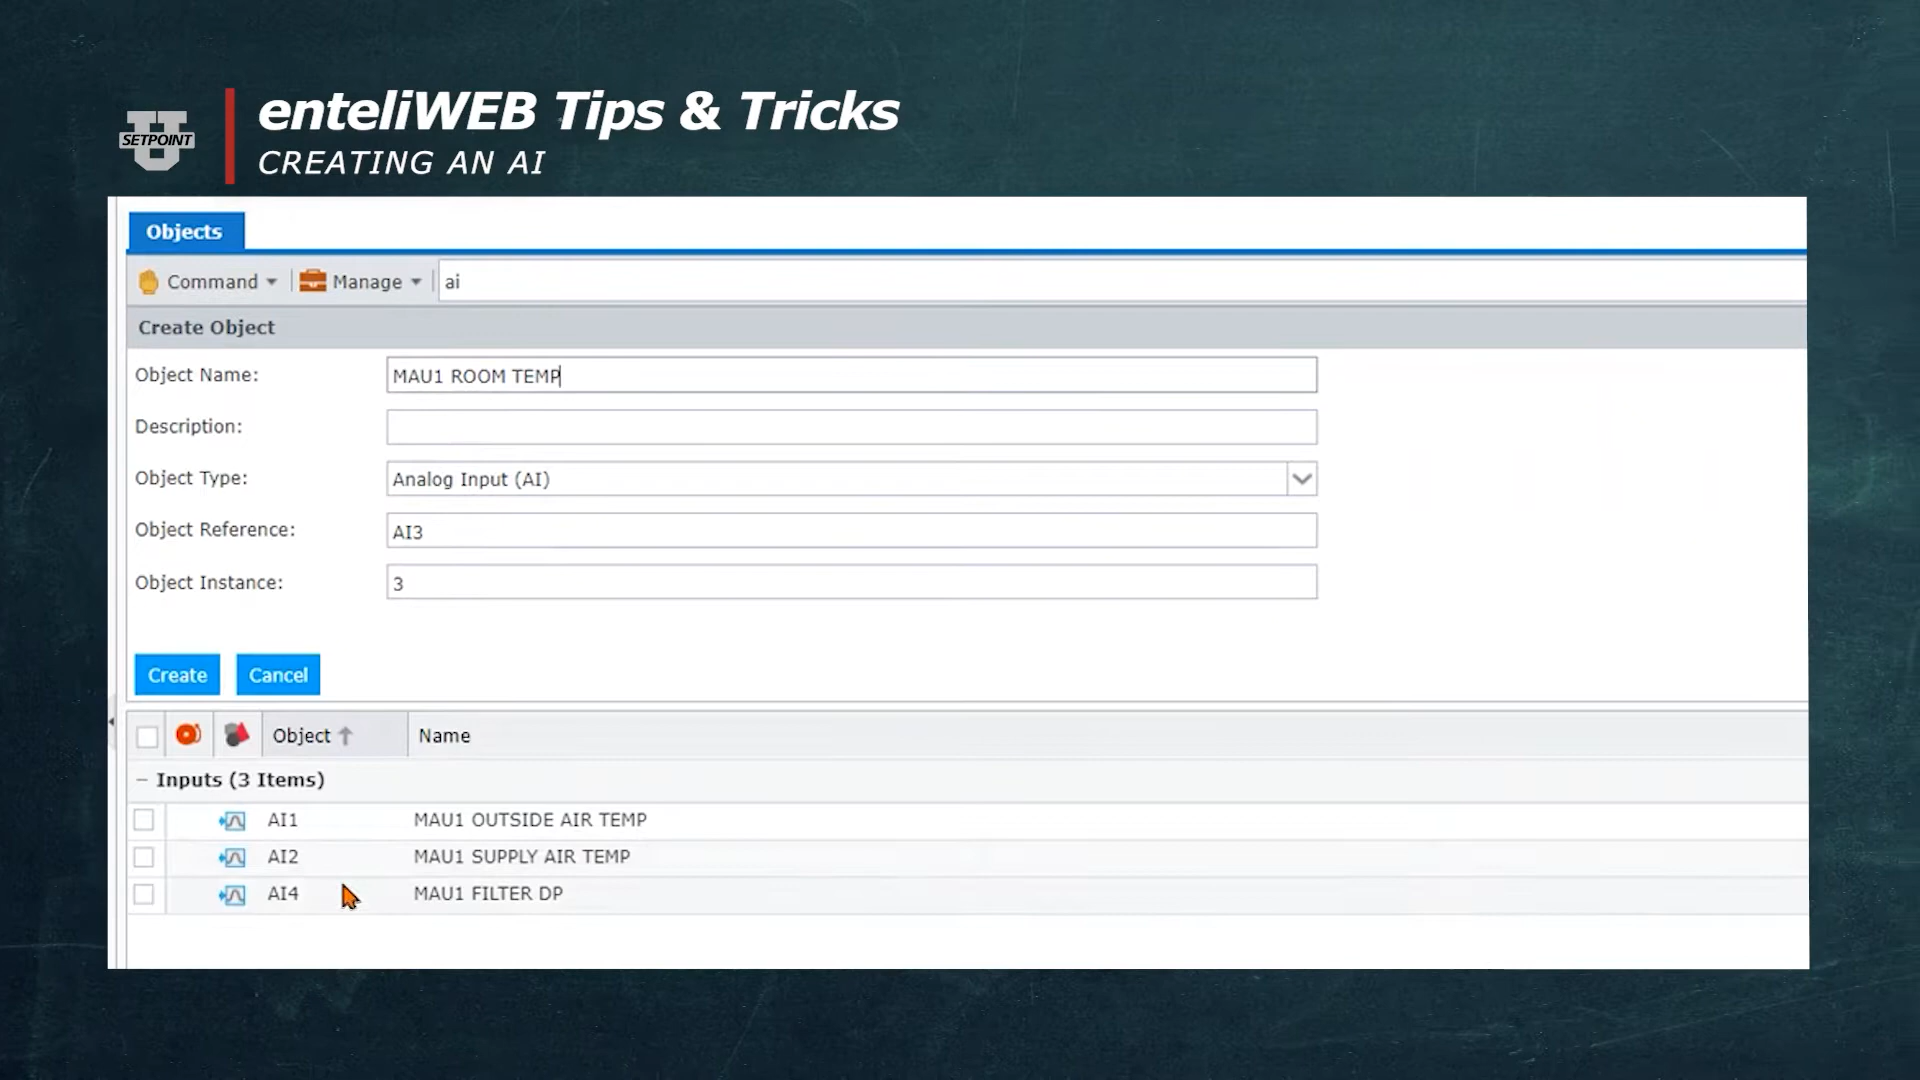 SETPOINT
enteliWEB Tips & Tricks
CREATING AN AI
Objects
Command Manage ai
Create Object
Object Name: MAU1 ROOM TEMP
Description:
Object Type: Analog Input (AI)
Object Reference: AI3
Object Instance: 3
Create Cancel
Object Name
Inputs (3 Items)
AI1 MAU1 OUTSIDE AIR TEMP
AI2 MAU1 SUPPLY AIR TEMP
AI4 MAU1 FILTER DP